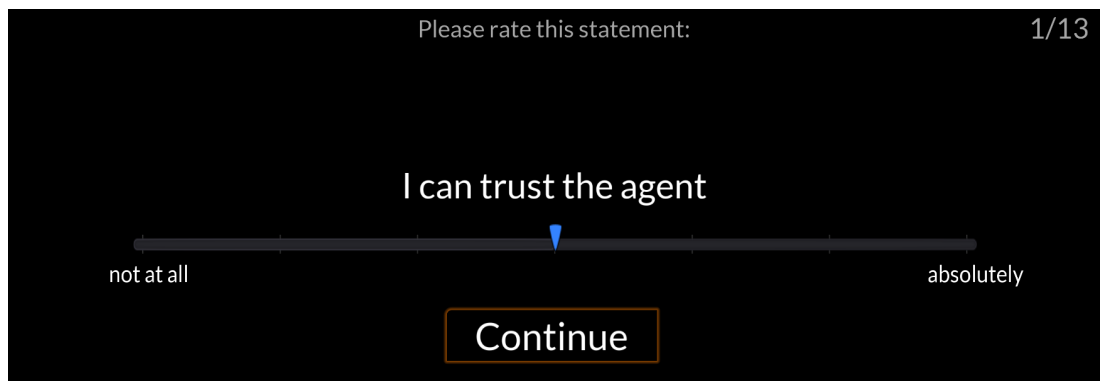 Please rate this statement:
1/13
I can trust the agent
not at all
absolutely
Continue